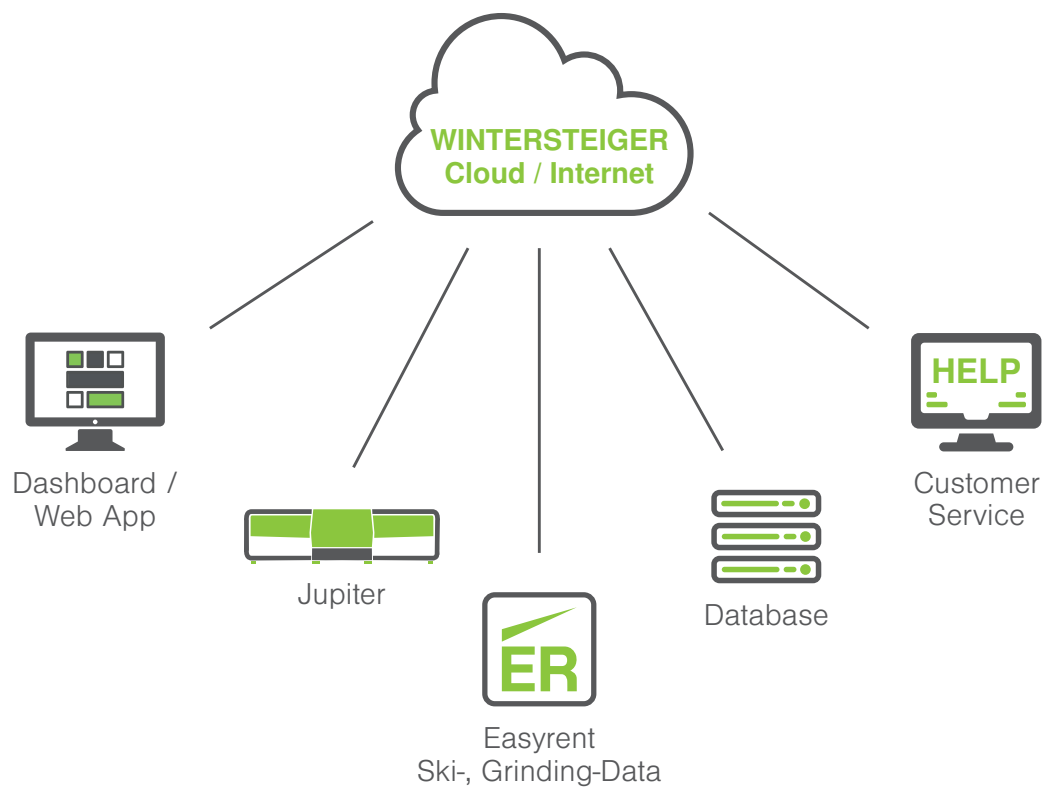 WINTERSTEIGER
Cloud / Internet
HELP
Dashboard /
Web App
Customer
Service
Jupiter
Database
ER
Easyrent
Ski-, Grinding-Data